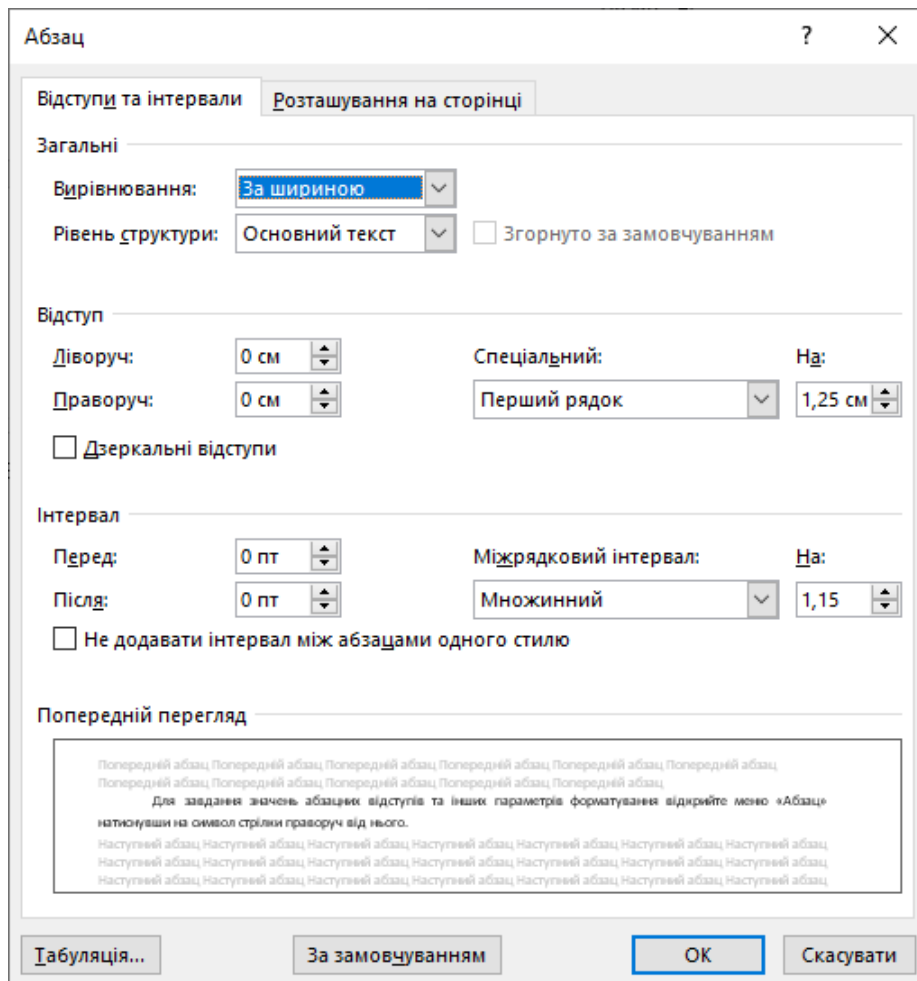 Абзац ? ×
Відступи та інтервали Розташування на сторінці
Загальні
Вирівнювання: За шириною
Рівень структури: Основний текст Згорнуто за замовчуванням
Відступ
Ліворуч: 0 см Спеціальний: На:
Праворуч: 0 см Перший рядок 1,25 см
Дзеркальні відступи
Інтервал
Перед: 0 пт Міжрядковий інтервал: На:
Після: 0 пт Множинний 1,15
Не додавати інтервал між абзацами одного стилю
Попередній перегляд
Попередній абзац Попередній абзац Попередній абзац Попередній абзац Попередній абзац Попередній абзац
Попередній абзац Попередній абзац Попередній абзац Попередній абзац Попередній абзац
Для завдання значень абзацних відступів та інших параметрів форматування відкрийте меню «Абзац»
натиснувши на символ стрілки праворуч від нього.
Наступний абзац Наступний абзац Наступний абзац Наступний абзац Наступний абзац Наступний абзац Наступний абзац
Наступний абзац Наступний абзац Наступний абзац Наступний абзац Наступний абзац Наступний абзац Наступний абзац
Наступний абзац Наступний абзац Наступний абзац Наступний абзац Наступний абзац Наступний абзац Наступний абзац
Табуляція... За замовчуванням ОК Скасувати